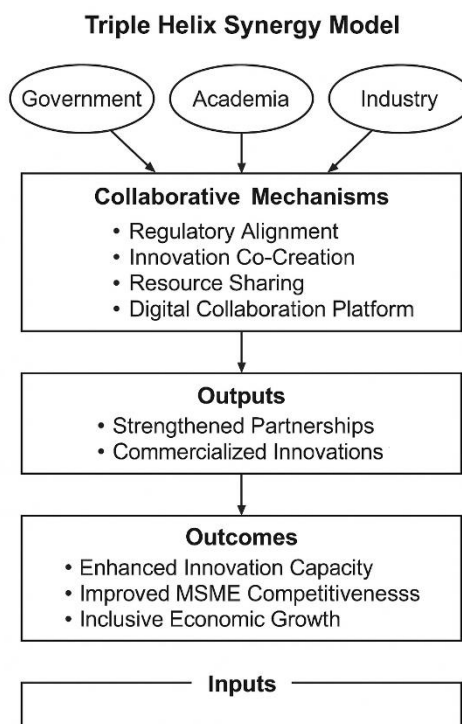 Triple Helix Synergy Model
Government
Academia
Industry
Collaborative Mechanisms
• Regulatory Alignment
• Innovation Co-Creation
• Resource Sharing
• Digital Collaboration Platform
Outputs
• Strengthened Partnerships
• Commercialized Innovations
Outcomes
• Enhanced Innovation Capacity
• Improved MSME Competitivenesss
• Inclusive Economic Growth
Inputs